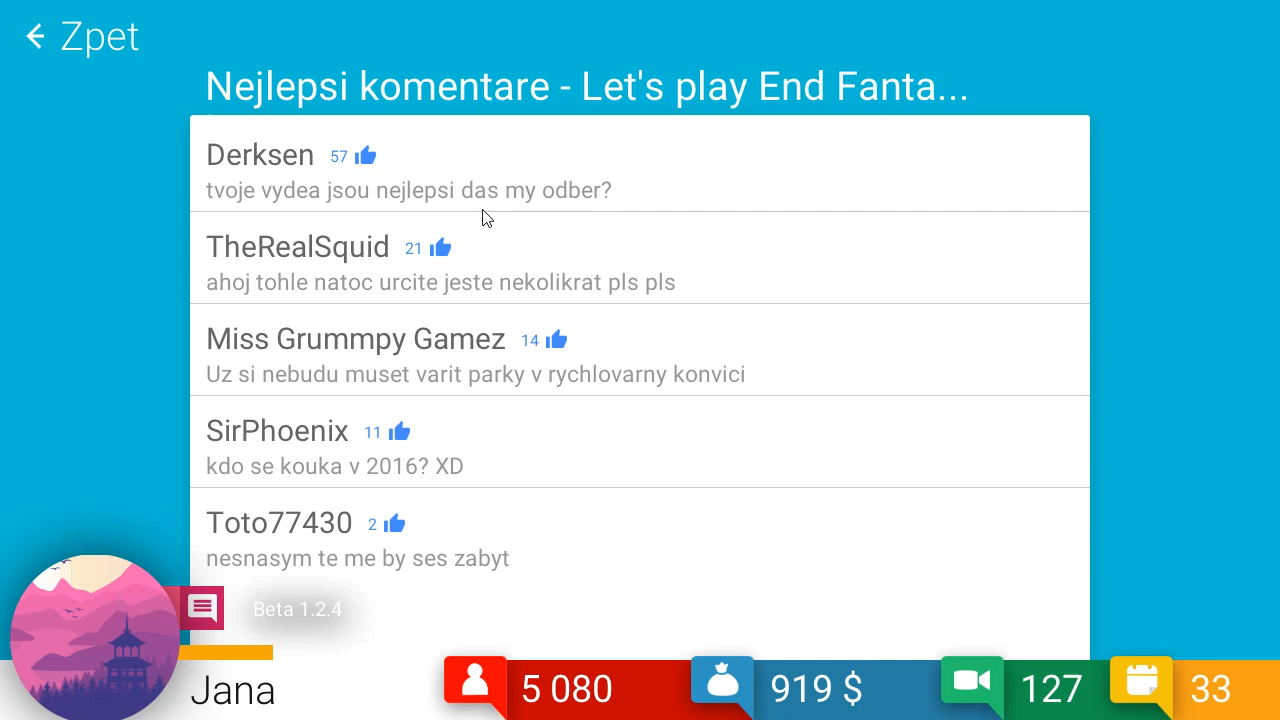 Zpet
Nejlepsi komentare - Let's play End Fanta...
Derksen 57
tvoje vydea jsou nejlepsi das my odber?
TheRealSquid 21
ahoj tohle natoc urcite jeste nekolikrat pls pls
Miss Grummpy Gamez 14
Uz si nebudu muset varit parky v rychlovarny konvici
SirPhoenix 11
kdo se kouka v 2016? XD
Toto77430 2
nesnasym te me by ses zabyt
Beta 1.2.4
Jana 5 080 919 $ 127 33